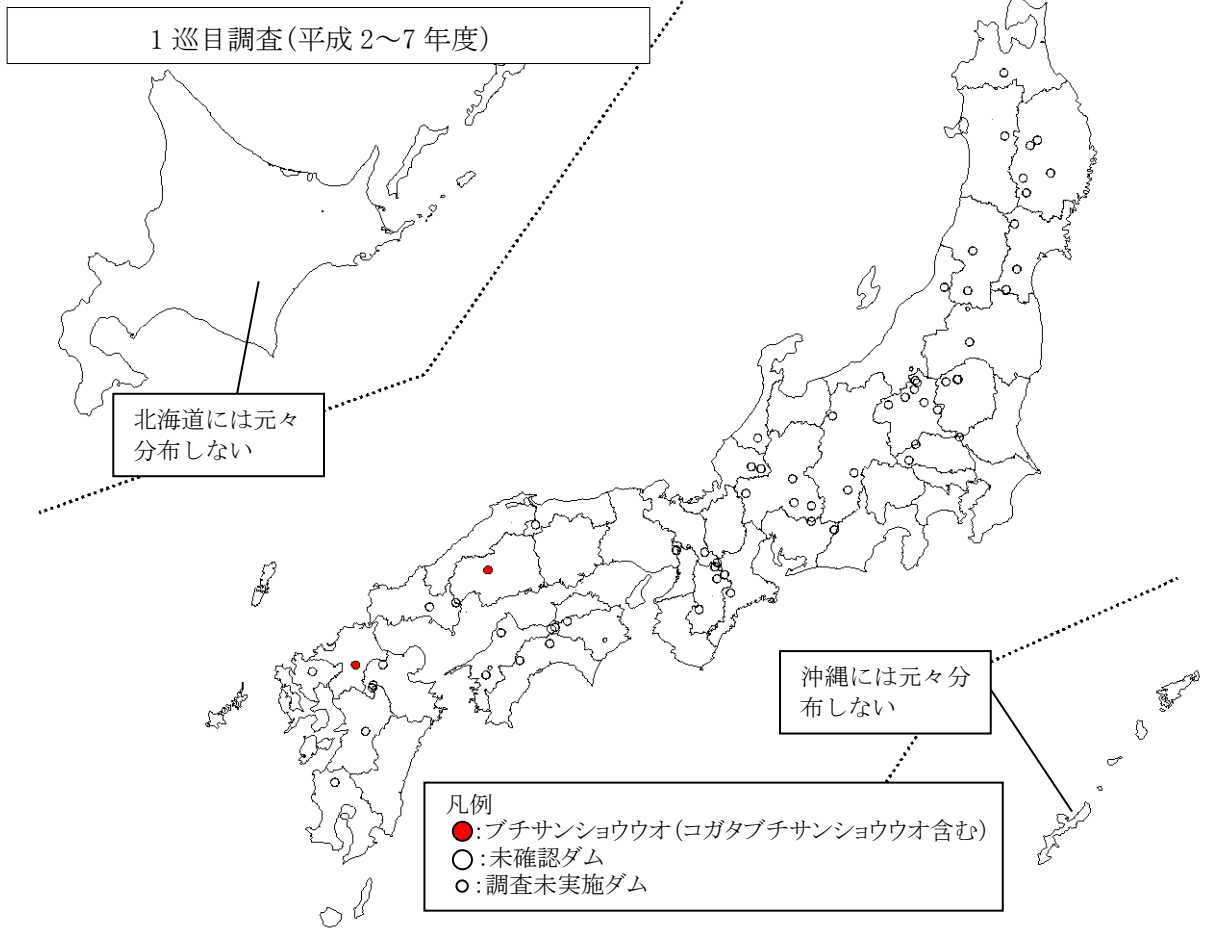 1 巡目調査(平成 2～7 年度)
北海道には元々
分布しない
沖縄には元々分
布しない
凡例
●:ブチサンショウウオ(コガタブチサンショウウオ含む)
○:未確認ダム
○:調査未実施ダム